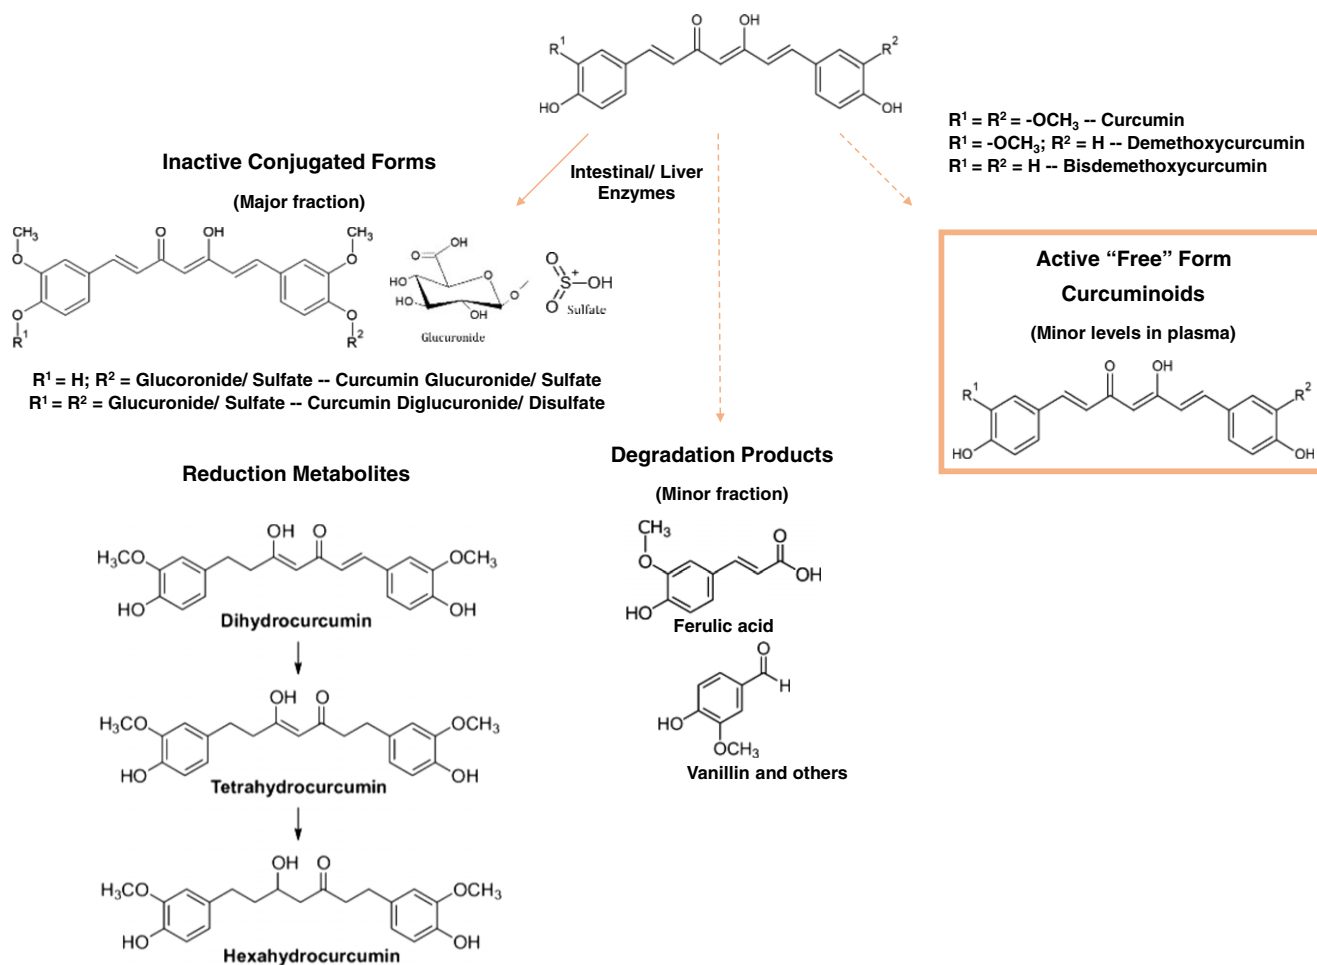 O OH
R¹ R²
HO OH
R¹ = R² = -OCH₃ -- Curcumin
R¹ = -OCH₃; R² = H -- Demethoxycurcumin
R¹ = R² = H -- Bisdemethoxycurcumin
Intestinal/ Liver
Enzymes
Inactive Conjugated Forms
(Major fraction)
CH₃ O OH CH₃
O O
O O
R¹ R²
O OH
HO O
HO O
OH
Glucuronide
O
S⁺-OH
O
Sulfate
R¹ = H; R² = Glucoronide/ Sulfate -- Curcumin Glucuronide/ Sulfate
R¹ = R² = Glucuronide/ Sulfate -- Curcumin Diglucuronide/ Disulfate
Active “Free” Form
Curcuminoids
(Minor levels in plasma)
O OH
R¹ R²
HO OH
Reduction Metabolites
OH O
H₃CO OCH₃
HO OH
Dihydrocurcumin
OH O
H₃CO OCH₃
HO OH
Tetrahydrocurcumin
OH O
H₃CO OCH₃
HO OH
Hexahydrocurcumin
Degradation Products
(Minor fraction)
CH₃
O O
OH
HO
Ferulic acid
O
H
HO
OCH₃
Vanillin and others